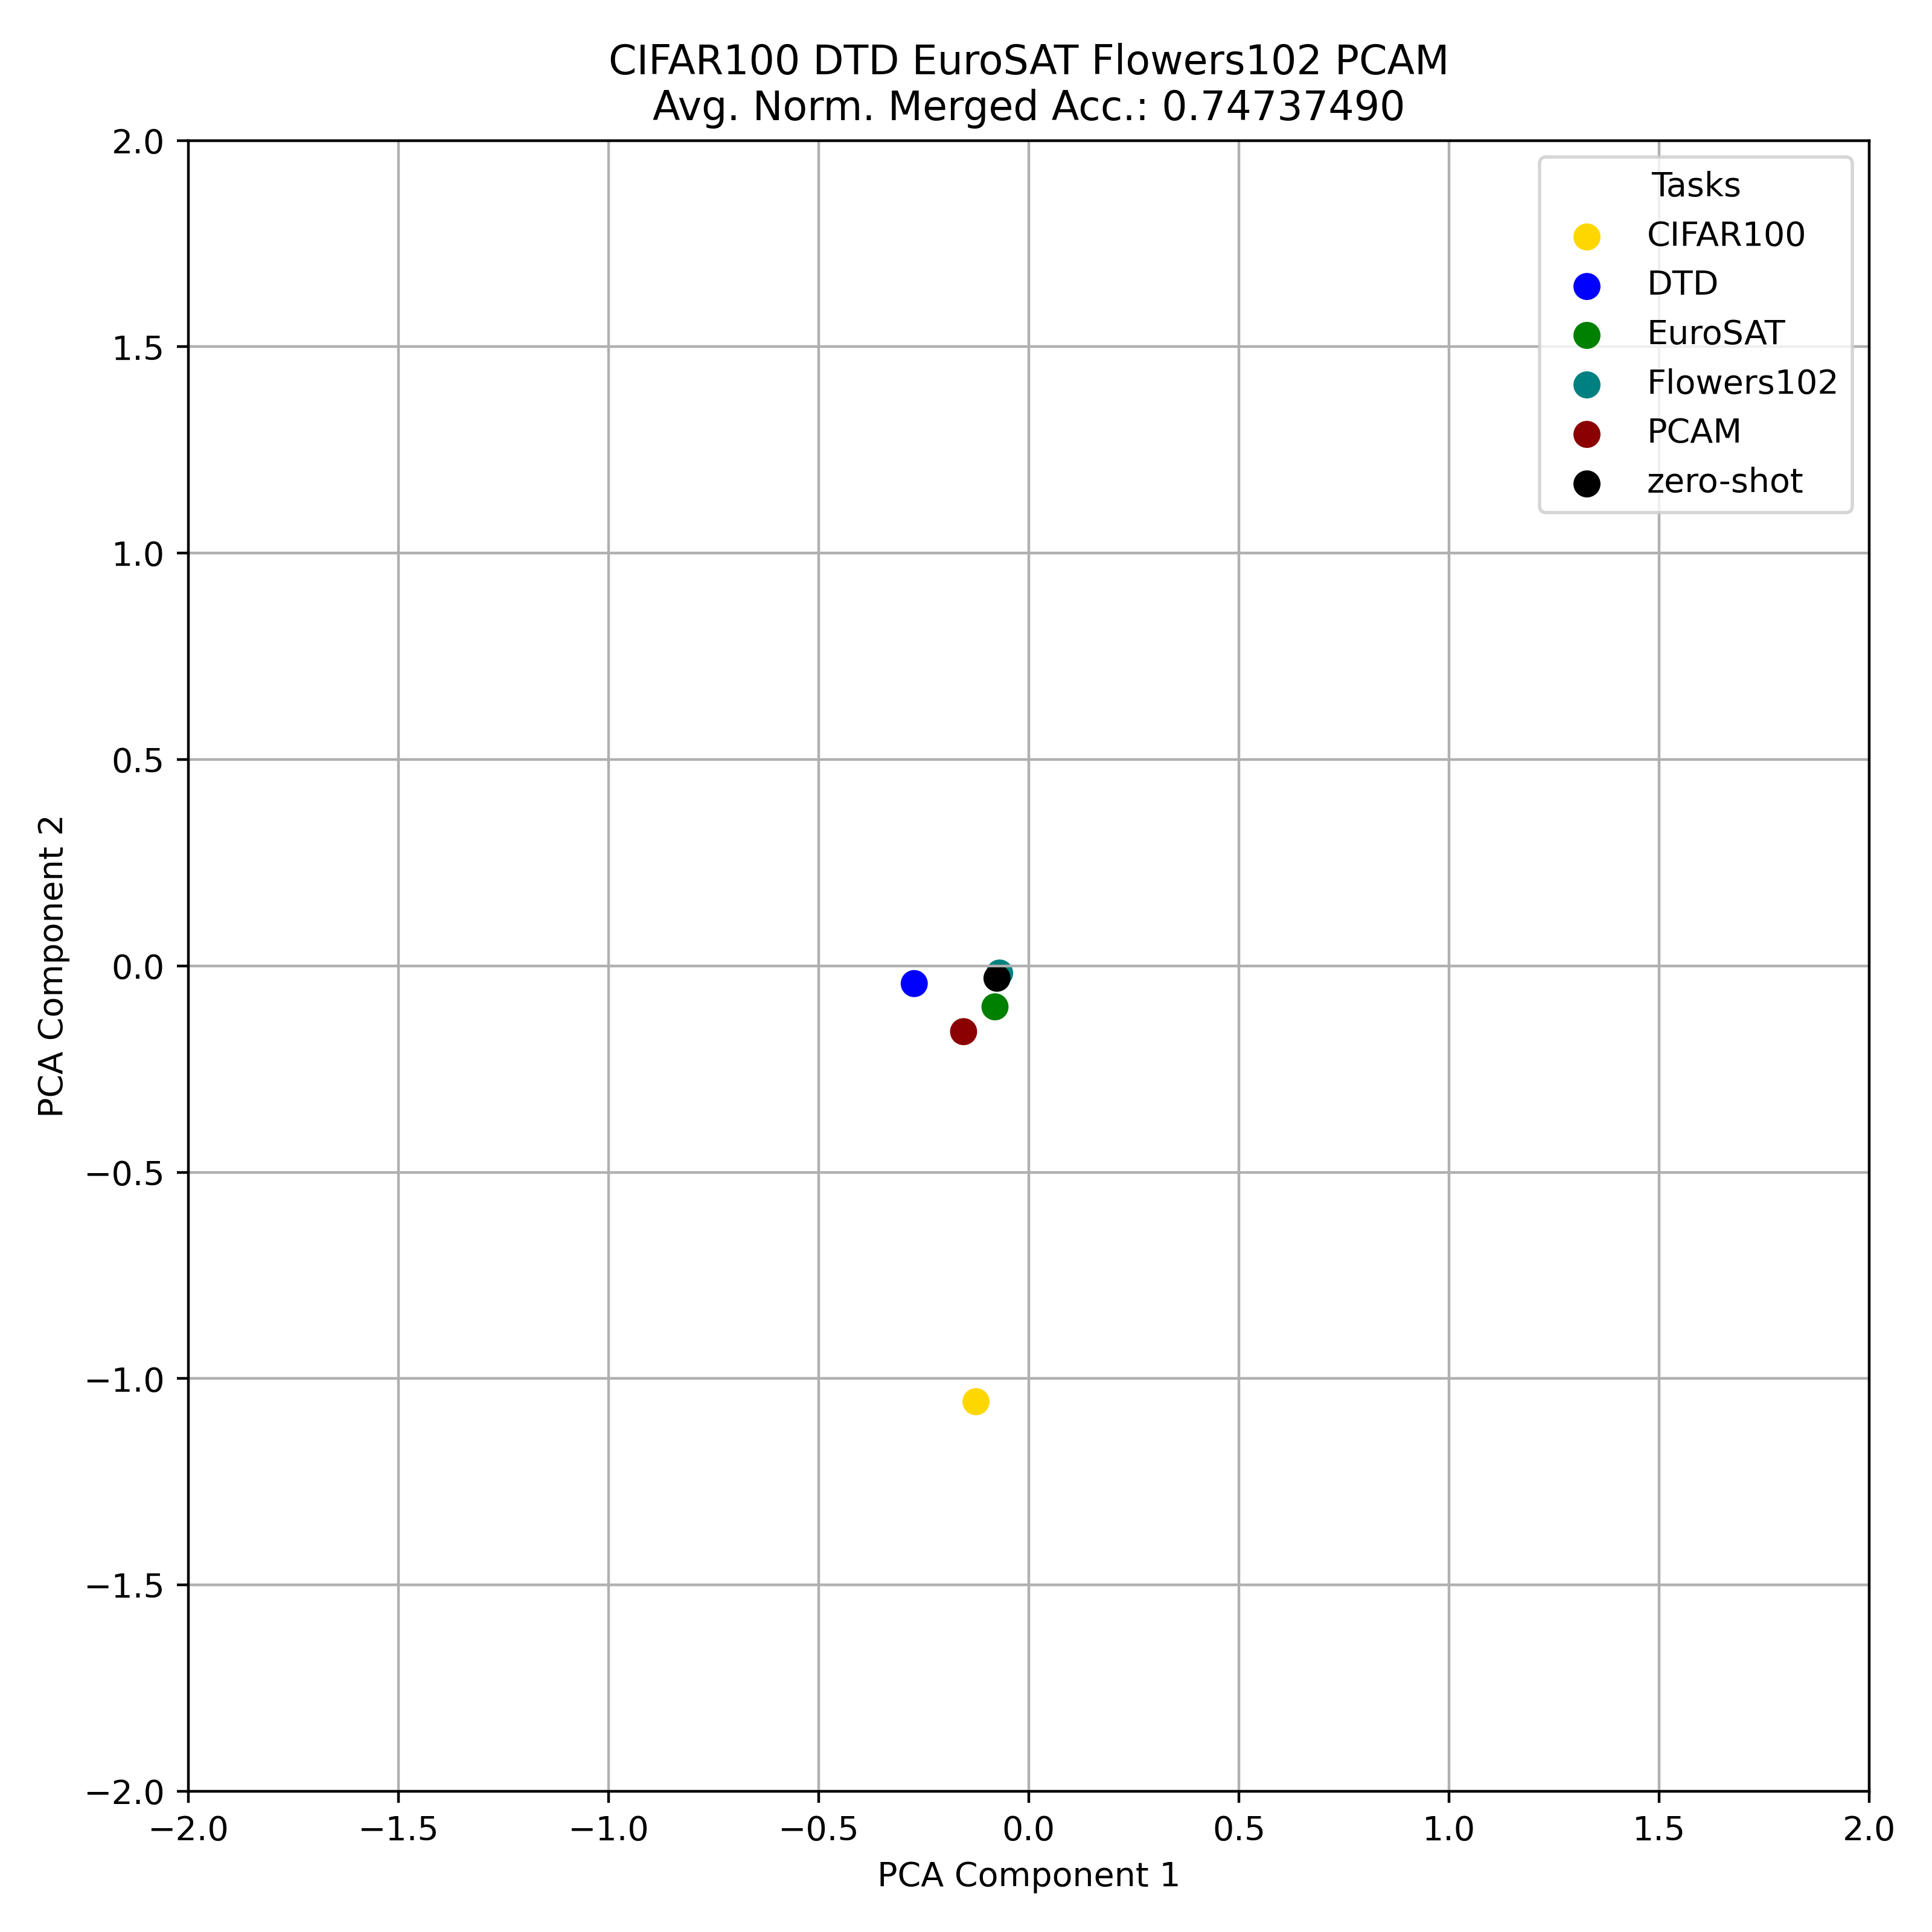 CIFAR100 DTD EuroSAT Flowers102 PCAM
Avg. Norm. Merged Acc.: 0.74737490
Tasks
CIFAR100
DTD
EuroSAT
Flowers102
PCAM
zero-shot
PCA Component 2
2.0
1.5
1.0
0.5
0.0
−0.5
−1.0
−1.5
−2.0
−2.0 −1.5 −1.0 −0.5 0.0 0.5 1.0 1.5 2.0
PCA Component 1